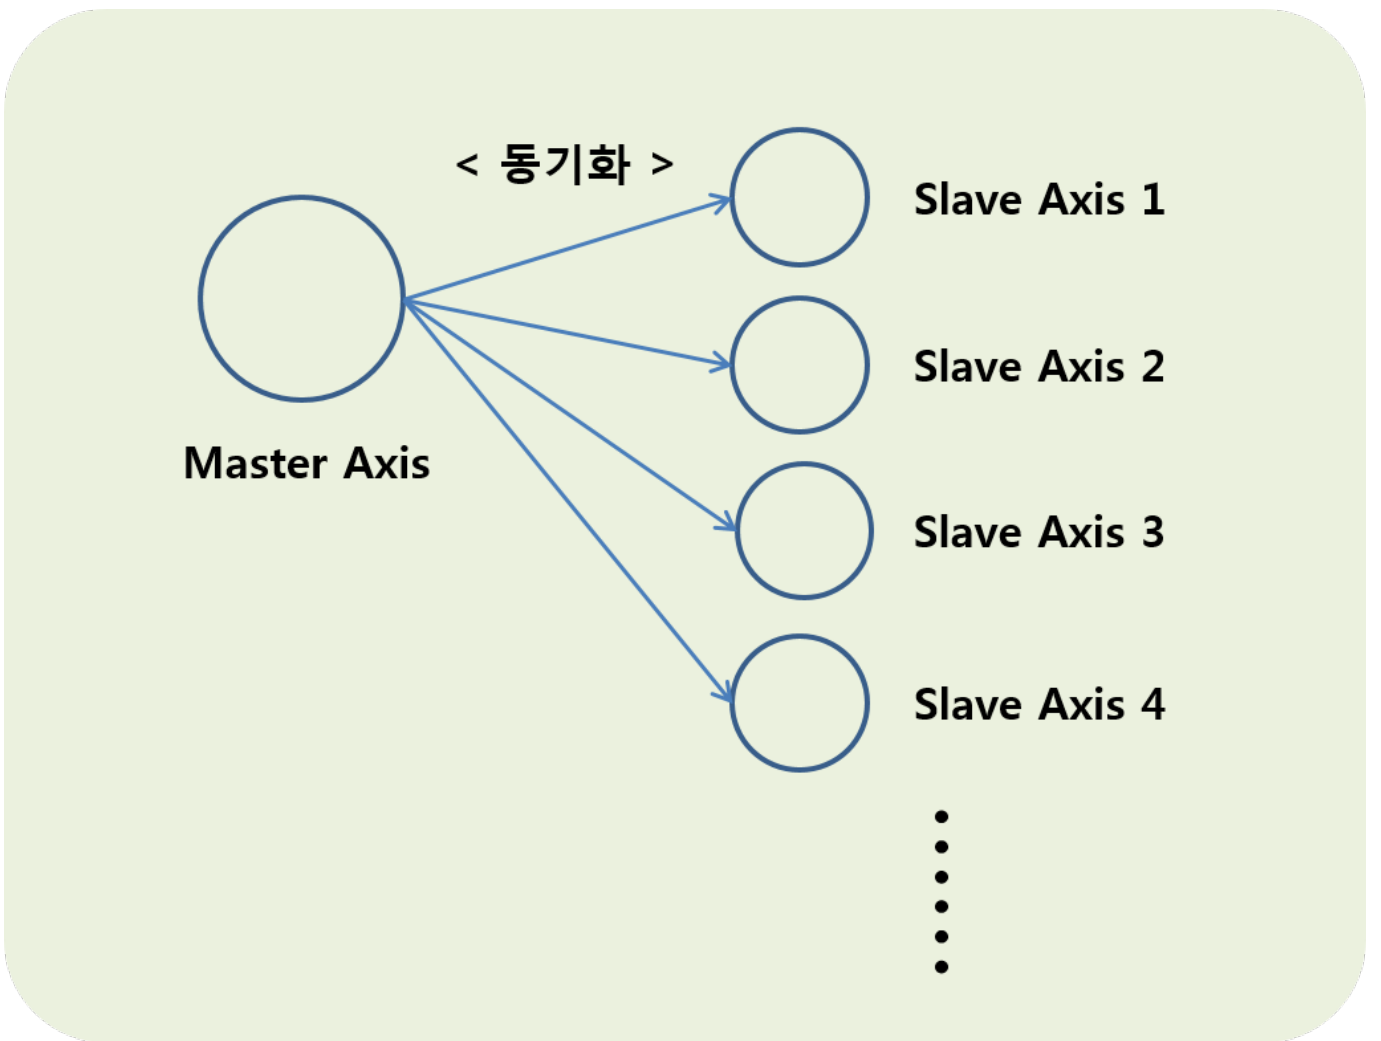 < 동기화 >
Slave Axis 1
Slave Axis 2
Master Axis
Slave Axis 3
Slave Axis 4